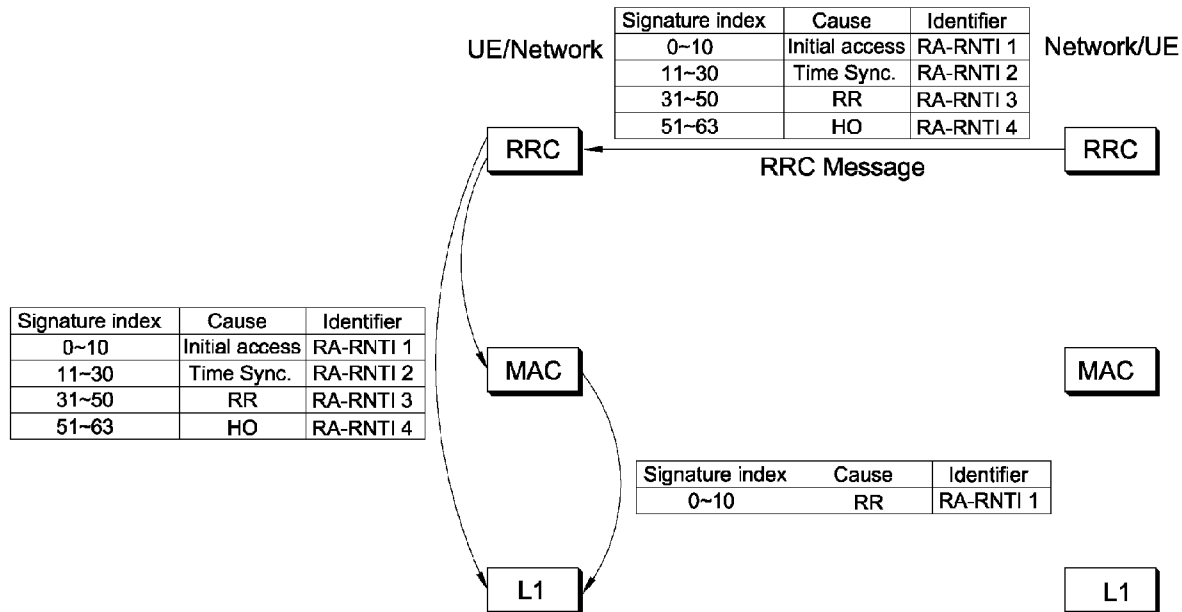 Signature index Cause Identifier
0~10 Initial access RA-RNTI 1
11~30 Time Sync. RA-RNTI 2
31~50 RR RA-RNTI 3
51~63 HO RA-RNTI 4
UE/Network
Network/UE
RRC
RRC Message
RRC
Signature index Cause Identifier
0~10 Initial access RA-RNTI 1
11~30 Time Sync. RA-RNTI 2
31~50 RR RA-RNTI 3
51~63 HO RA-RNTI 4
MAC
MAC
Signature index Cause Identifier
0~10 RR RA-RNTI 1
L1
L1